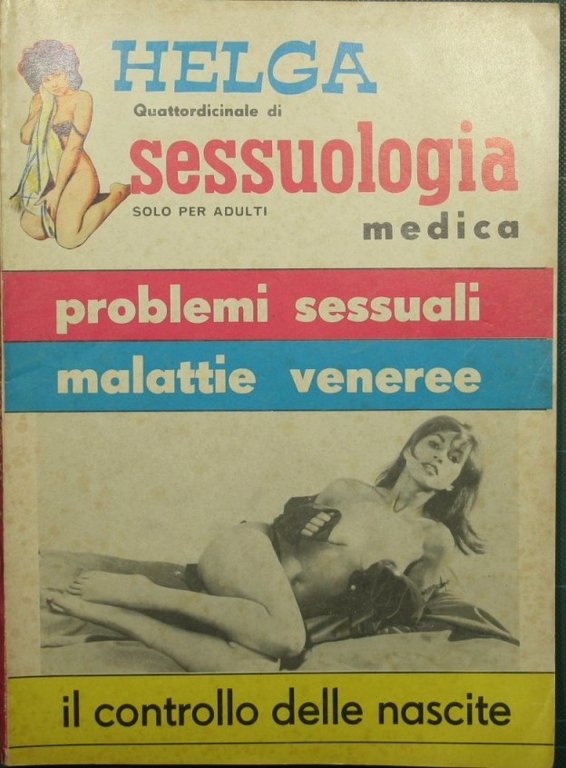 HELGA
Quattordicinale di
sessuologia
SOLO PER ADULTI
medica
problemi sessuali
malattie veneree
il controllo delle nascite